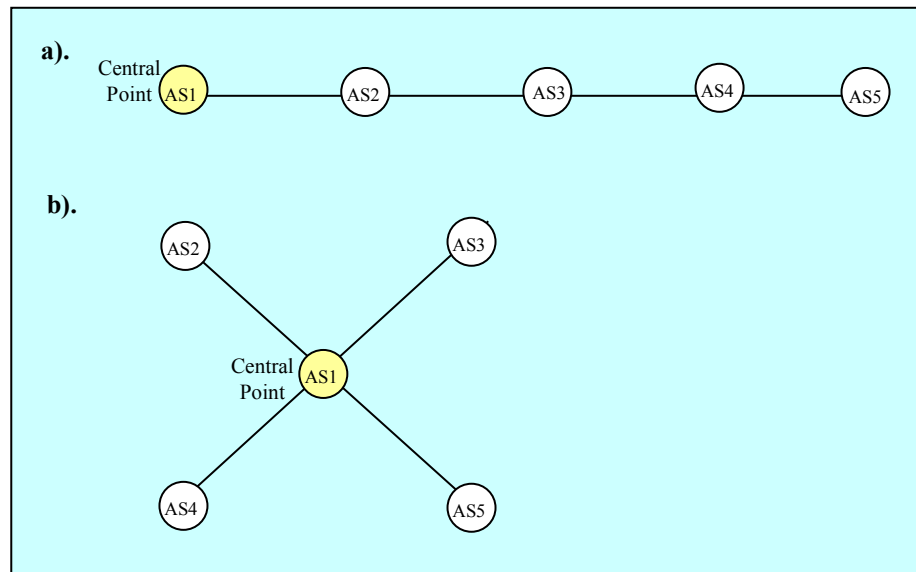 a).
Central
Point
AS1
AS2
AS3
AS4
AS5
b).
AS2
AS3
Central
Point
AS1
AS4
AS5